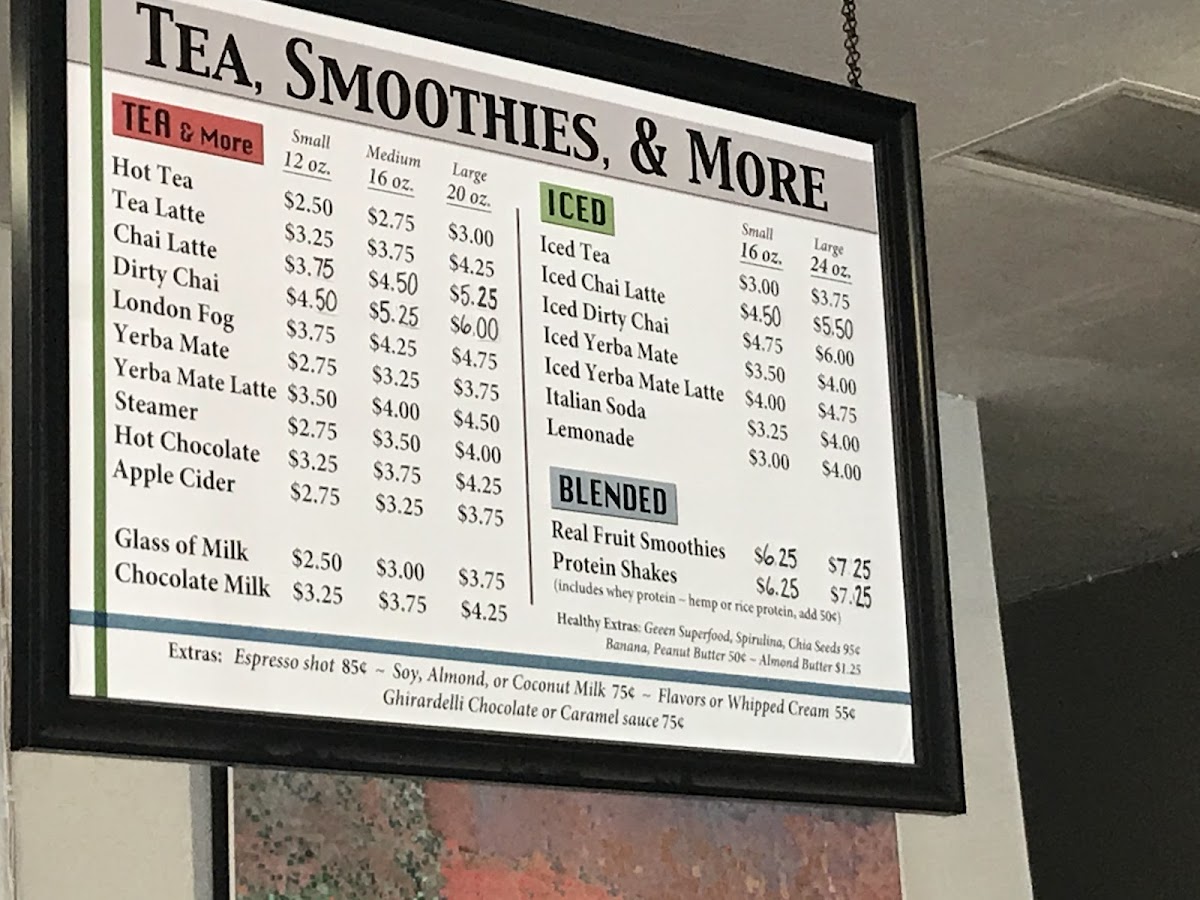 TEA, SMOOTHIES, & MORE
TEA & More
Small Medium Large
12 oz. 16 oz. 20 oz.
Hot Tea $2.50 $2.75 $3.00
Tea Latte $3.25 $3.75 $4.25
Chai Latte $3.75 $4.50 $5.25
Dirty Chai $4.50 $5.25 $6.00
London Fog $3.75 $4.25 $4.75
Yerba Mate $2.75 $3.25 $3.75
Yerba Mate Latte $3.50 $4.00 $4.50
Steamer $2.75 $3.50 $4.00
Hot Chocolate $3.25 $3.75 $4.25
Apple Cider $2.75 $3.25 $3.75
Glass of Milk $2.50 $3.00 $3.75
Chocolate Milk $3.25 $3.75 $4.25
ICED
Small Large
16 oz. 24 oz.
Iced Tea $3.00 $3.75
Iced Chai Latte $4.50 $5.50
Iced Dirty Chai $4.75 $6.00
Iced Yerba Mate $3.50 $4.00
Iced Yerba Mate Latte $4.00 $4.75
Italian Soda $3.25 $4.00
Lemonade $3.00 $4.00
BLENDED
Real Fruit Smoothies $6.25 $7.25
Protein Shakes $6.25 $7.25
(includes whey protein ~ hemp or rice protein, add 50¢)
Healthy Extras: Green Superfood, Spirulina, Chia Seeds 95¢
Banana, Peanut Butter 50¢ ~ Almond Butter $1.25
Extras: Espresso shot 85¢ ~ Soy, Almond, or Coconut Milk 75¢ ~ Flavors or Whipped Cream 55¢
Ghirardelli Chocolate or Caramel sauce 75¢